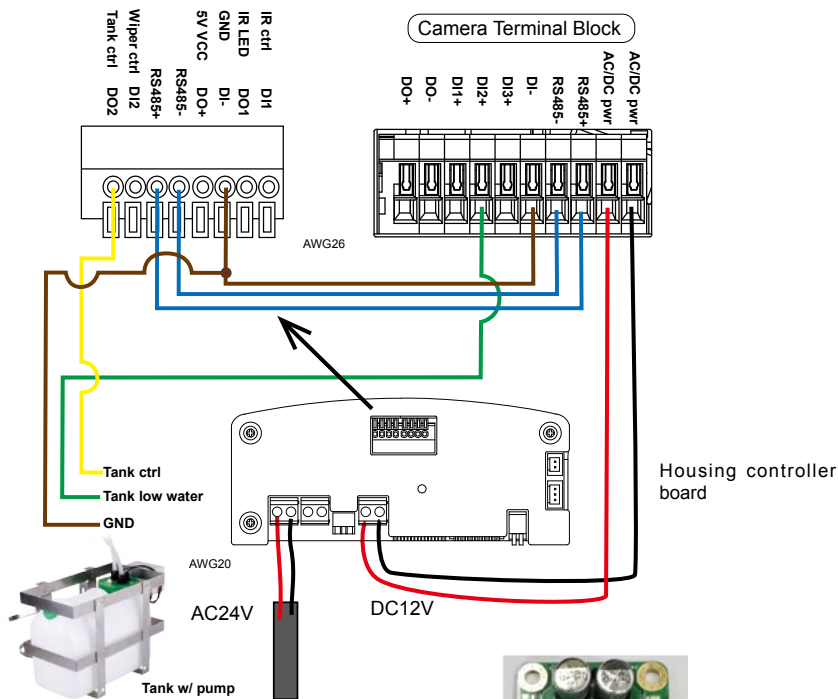 Camera Terminal Block
Tank ctrl DO2
Wiper ctrl DI2
RS485+
RS485-
5V VCC DO+
GND DI-
IR LED DO1
IR ctrl DI1
DO+
DO-
DI1+
DI2+
DI3+
DI-
RS485-
RS485+
AC/DC pwr
AC/DC pwr
AWG26
Tank ctrl
Tank low water
GND
Housing controller
board
AWG20
AC24V
DC12V
Tank w/ pump